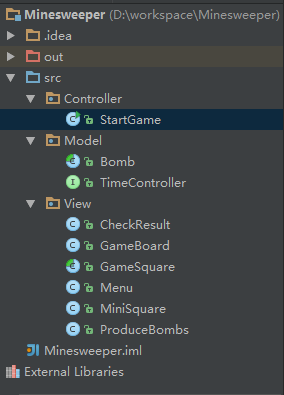 Minesweeper (D:\workspace\Minesweeper)
.idea
out
src
Controller
StartGame
Model
Bomb
TimeController
View
CheckResult
GameBoard
GameSquare
Menu
MiniSquare
ProduceBombs
Minesweeper.iml
External Libraries